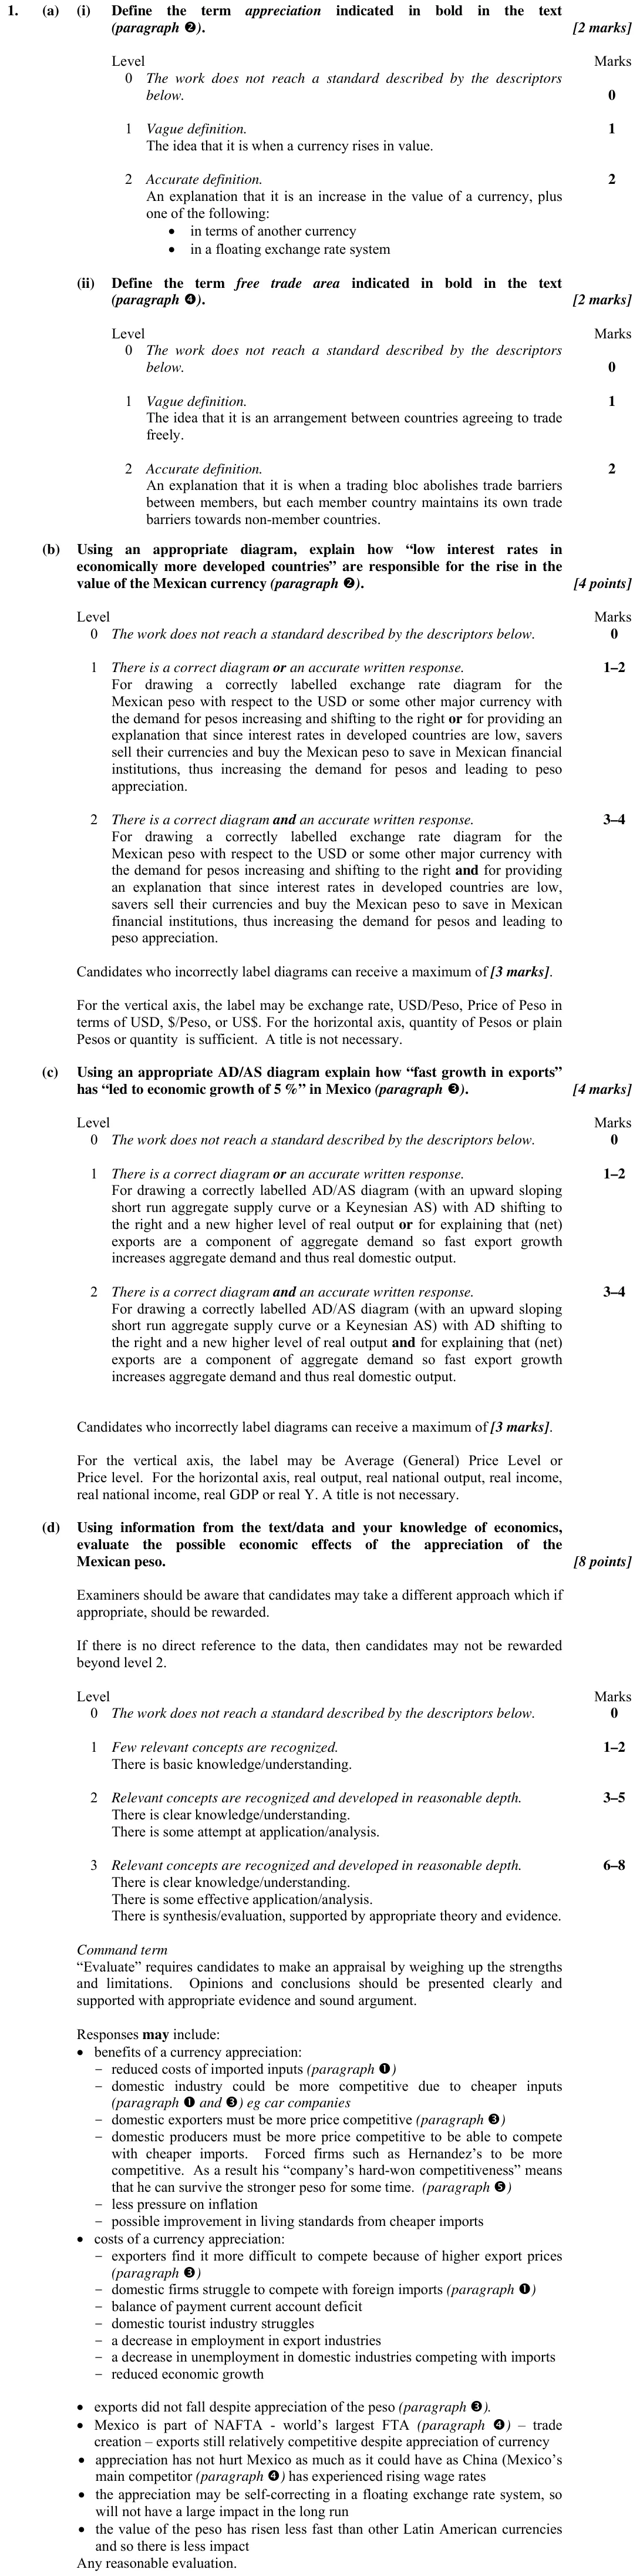 1. (a) (i) Define the term appreciation indicated in bold in the text
(paragraph ❷). [2 marks]
Level Marks
0 The work does not reach a standard described by the descriptors
below. 0
1 Vague definition. 1
The idea that it is when a currency rises in value.
2 Accurate definition. 2
An explanation that it is an increase in the value of a currency, plus
one of the following:
• in terms of another currency
• in a floating exchange rate system
(ii) Define the term free trade area indicated in bold in the text
(paragraph ❹). [2 marks]
Level Marks
0 The work does not reach a standard described by the descriptors
below. 0
1 Vague definition. 1
The idea that it is an arrangement between countries agreeing to trade
freely.
2 Accurate definition. 2
An explanation that it is when a trading bloc abolishes trade barriers
between members, but each member country maintains its own trade
barriers towards non-member countries.
(b) Using an appropriate diagram, explain how “low interest rates in
economically more developed countries” are responsible for the rise in the
value of the Mexican currency (paragraph ❷). [4 points]
Level Marks
0 The work does not reach a standard described by the descriptors below. 0
1 There is a correct diagram or an accurate written response. 1–2
For drawing a correctly labelled exchange rate diagram for the
Mexican peso with respect to the USD or some other major currency with
the demand for pesos increasing and shifting to the right or for providing an
explanation that since interest rates in developed countries are low, savers
sell their currencies and buy the Mexican peso to save in Mexican financial
institutions, thus increasing the demand for pesos and leading to peso
appreciation.
2 There is a correct diagram and an accurate written response. 3–4
For drawing a correctly labelled exchange rate diagram for the
Mexican peso with respect to the USD or some other major currency with
the demand for pesos increasing and shifting to the right and for providing
an explanation that since interest rates in developed countries are low,
savers sell their currencies and buy the Mexican peso to save in Mexican
financial institutions, thus increasing the demand for pesos and leading to
peso appreciation.
Candidates who incorrectly label diagrams can receive a maximum of [3 marks].
For the vertical axis, the label may be exchange rate, USD/Peso, Price of Peso in
terms of USD, $/Peso, or US$. For the horizontal axis, quantity of Pesos or plain
Pesos or quantity is sufficient. A title is not necessary.
(c) Using an appropriate AD/AS diagram explain how “fast growth in exports”
has “led to economic growth of 5 %” in Mexico (paragraph ❸). [4 marks]
Level Marks
0 The work does not reach a standard described by the descriptors below. 0
1 There is a correct diagram or an accurate written response. 1–2
For drawing a correctly labelled AD/AS diagram (with an upward sloping
short run aggregate supply curve or a Keynesian AS) with AD shifting to
the right and a new higher level of real output or for explaining that (net)
exports are a component of aggregate demand so fast export growth
increases aggregate demand and thus real domestic output.
2 There is a correct diagram and an accurate written response. 3–4
For drawing a correctly labelled AD/AS diagram (with an upward sloping
short run aggregate supply curve or a Keynesian AS) with AD shifting to
the right and a new higher level of real output and for explaining that (net)
exports are a component of aggregate demand so fast export growth
increases aggregate demand and thus real domestic output.
Candidates who incorrectly label diagrams can receive a maximum of [3 marks].
For the vertical axis, the label may be Average (General) Price Level or
Price level. For the horizontal axis, real output, real national output, real income,
real national income, real GDP or real Y. A title is not necessary.
(d) Using information from the text/data and your knowledge of economics,
evaluate the possible economic effects of the appreciation of the
Mexican peso. [8 points]
Examiners should be aware that candidates may take a different approach which if
appropriate, should be rewarded.
If there is no direct reference to the data, then candidates may not be rewarded
beyond level 2.
Level Marks
0 The work does not reach a standard described by the descriptors below. 0
1 Few relevant concepts are recognized. 1–2
There is basic knowledge/understanding.
2 Relevant concepts are recognized and developed in reasonable depth. 3–5
There is clear knowledge/understanding.
There is some attempt at application/analysis.
3 Relevant concepts are recognized and developed in reasonable depth. 6–8
There is clear knowledge/understanding.
There is some effective application/analysis.
There is synthesis/evaluation, supported by appropriate theory and evidence.
Command term
“Evaluate” requires candidates to make an appraisal by weighing up the strengths
and limitations. Opinions and conclusions should be presented clearly and
supported with appropriate evidence and sound argument.
Responses may include:
• benefits of a currency appreciation:
– reduced costs of imported inputs (paragraph ❶)
– domestic industry could be more competitive due to cheaper inputs
(paragraph ❶ and ❸) eg car companies
– domestic exporters must be more price competitive (paragraph ❸)
– domestic producers must be more price competitive to be able to compete
with cheaper imports. Forced firms such as Hernandez’s to be more
competitive. As a result his “company’s hard-won competitiveness” means
that he can survive the stronger peso for some time. (paragraph ❺)
– less pressure on inflation
– possible improvement in living standards from cheaper imports
• costs of a currency appreciation:
– exporters find it more difficult to compete because of higher export prices
(paragraph ❸)
– domestic firms struggle to compete with foreign imports (paragraph ❶)
– balance of payment current account deficit
– domestic tourist industry struggles
– a decrease in employment in export industries
– a decrease in unemployment in domestic industries competing with imports
– reduced economic growth
• exports did not fall despite appreciation of the peso (paragraph ❸).
• Mexico is part of NAFTA - world’s largest FTA (paragraph ❹) – trade
creation – exports still relatively competitive despite appreciation of currency
• appreciation has not hurt Mexico as much as it could have as China (Mexico’s
main competitor (paragraph ❹) has experienced rising wage rates
• the appreciation may be self-correcting in a floating exchange rate system, so
will not have a large impact in the long run
• the value of the peso has risen less fast than other Latin American currencies
and so there is less impact
Any reasonable evaluation.